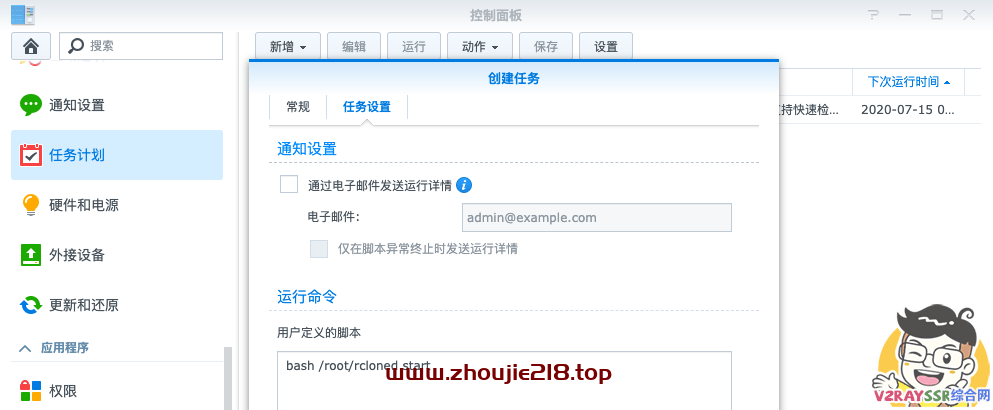 控制面板
搜索
新增 编辑 运行 动作 保存 设置
创建任务
下次运行时间
常规 任务设置
持快速检... 2020-07-15 0...
通知设置
任务计划
硬件和电源
外接设备
更新和还原
应用程序
权限
通知设置
通过电子邮件发送运行详情
电子邮件:
admin@example.com
仅在脚本异常终止时发送运行详情
运行命令
用户定义的脚本
bash /root/rcloned start
www.zhoujie218.top
V2RAYSSR综合网